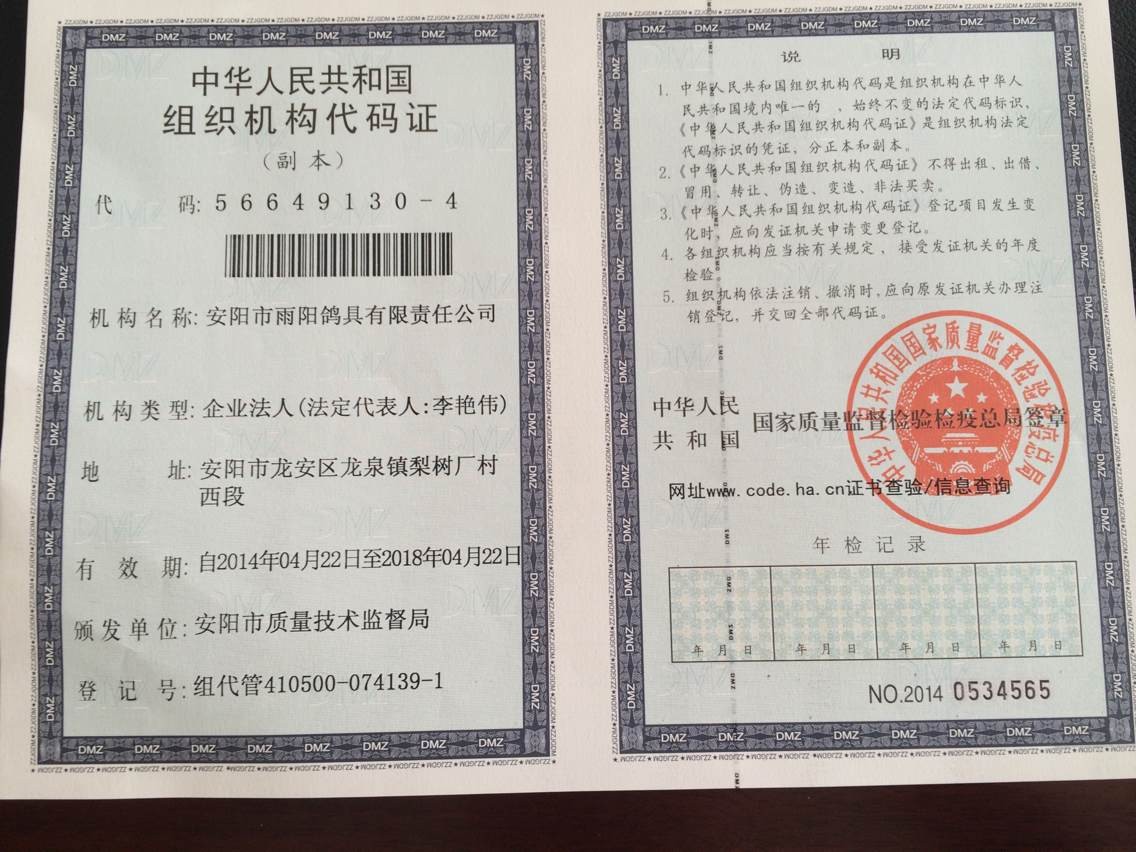 中华人民共和国
组织机构代码证
（副本）
代 码: 56649130-4
机构名称: 安阳市雨阳鸽具有限责任公司
机构类型: 企业法人(法定代表人:李艳伟)
地 址: 安阳市龙安区龙泉镇梨树厂村
西段
有 效 期: 自2014年04月22日至2018年04月22日
颁发单位: 安阳市质量技术监督局
登 记 号: 组代管410500-074139-1
说 明
1. 中华人民共和国组织机构代码是组织机构在中华人
民共和国境内唯一的 、始终不变的法定代码标识，
《中华人民共和国组织机构代码证》是组织机构法定
代码标识的凭证，分正本和副本。
2.《中华人民共和国组织机构代码证》不得出租、出借、
冒用、转让、伪造、变造、非法买卖。
3.《中华人民共和国组织机构代码证》登记项目发生变
化时，应向发证机关申请变更登记。
4. 各组织机构应当按有关规定，接受发证机关的年度
检验。
5. 组织机构依法注销、撤消时，应向原发证机关办理注
销登记，并交回全部代码证。
中华人民
共和国
国家质量监督检验检疫总局签章
中华人民共和国国家质量监督检验检疫总局
网址www.code.ha.cn证书查验/信息查询
年检记录
年 月 日 年 月 日 年 月 日 年 月 日
NO.2014 0534565